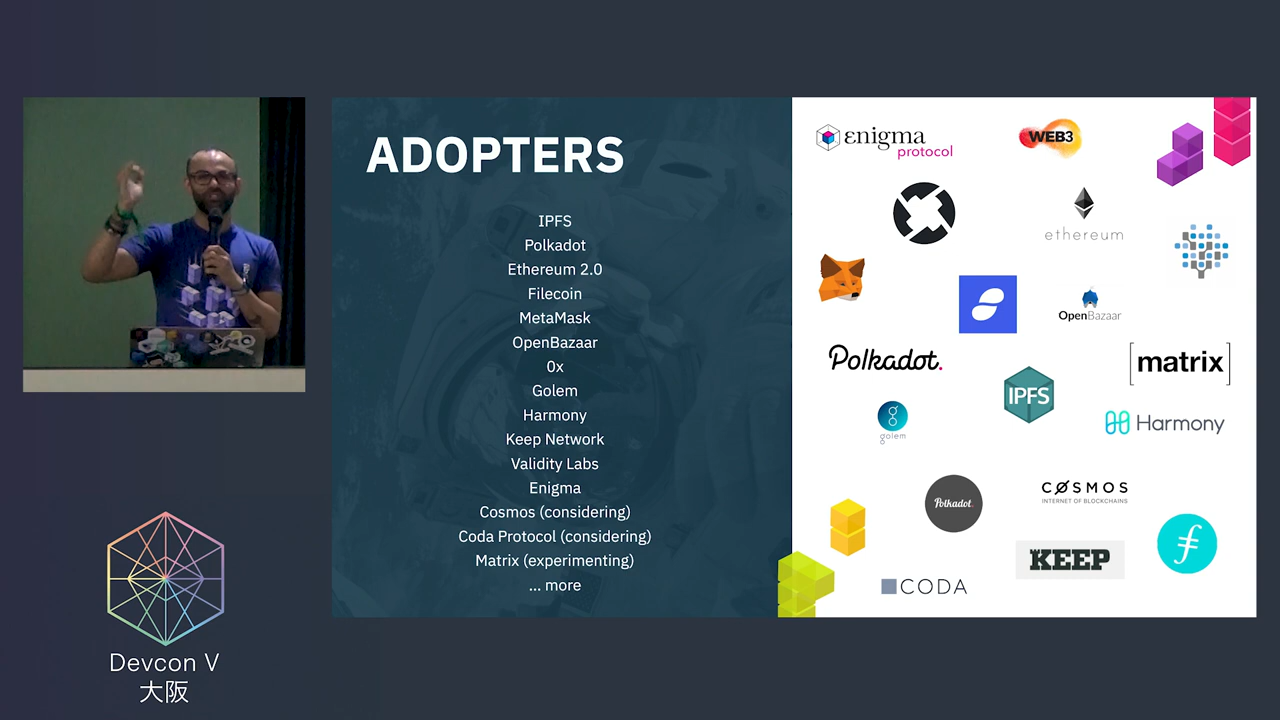 ADOPTERS
IPFS
Polkadot
Ethereum 2.0
Filecoin
MetaMask
OpenBazaar
0x
Golem
Harmony
Keep Network
Validity Labs
Enigma
Cosmos (considering)
Coda Protocol (considering)
Matrix (experimenting)
... more
εnigma
protocol
WEB3
ethereum
OpenBazaar
Polkadot.
[matrix]
IPFS
golem
Harmony
Polkadot.
CØSMOS
INTERNET OF BLOCKCHAINS
KEEP
CODA
Devcon V
大阪